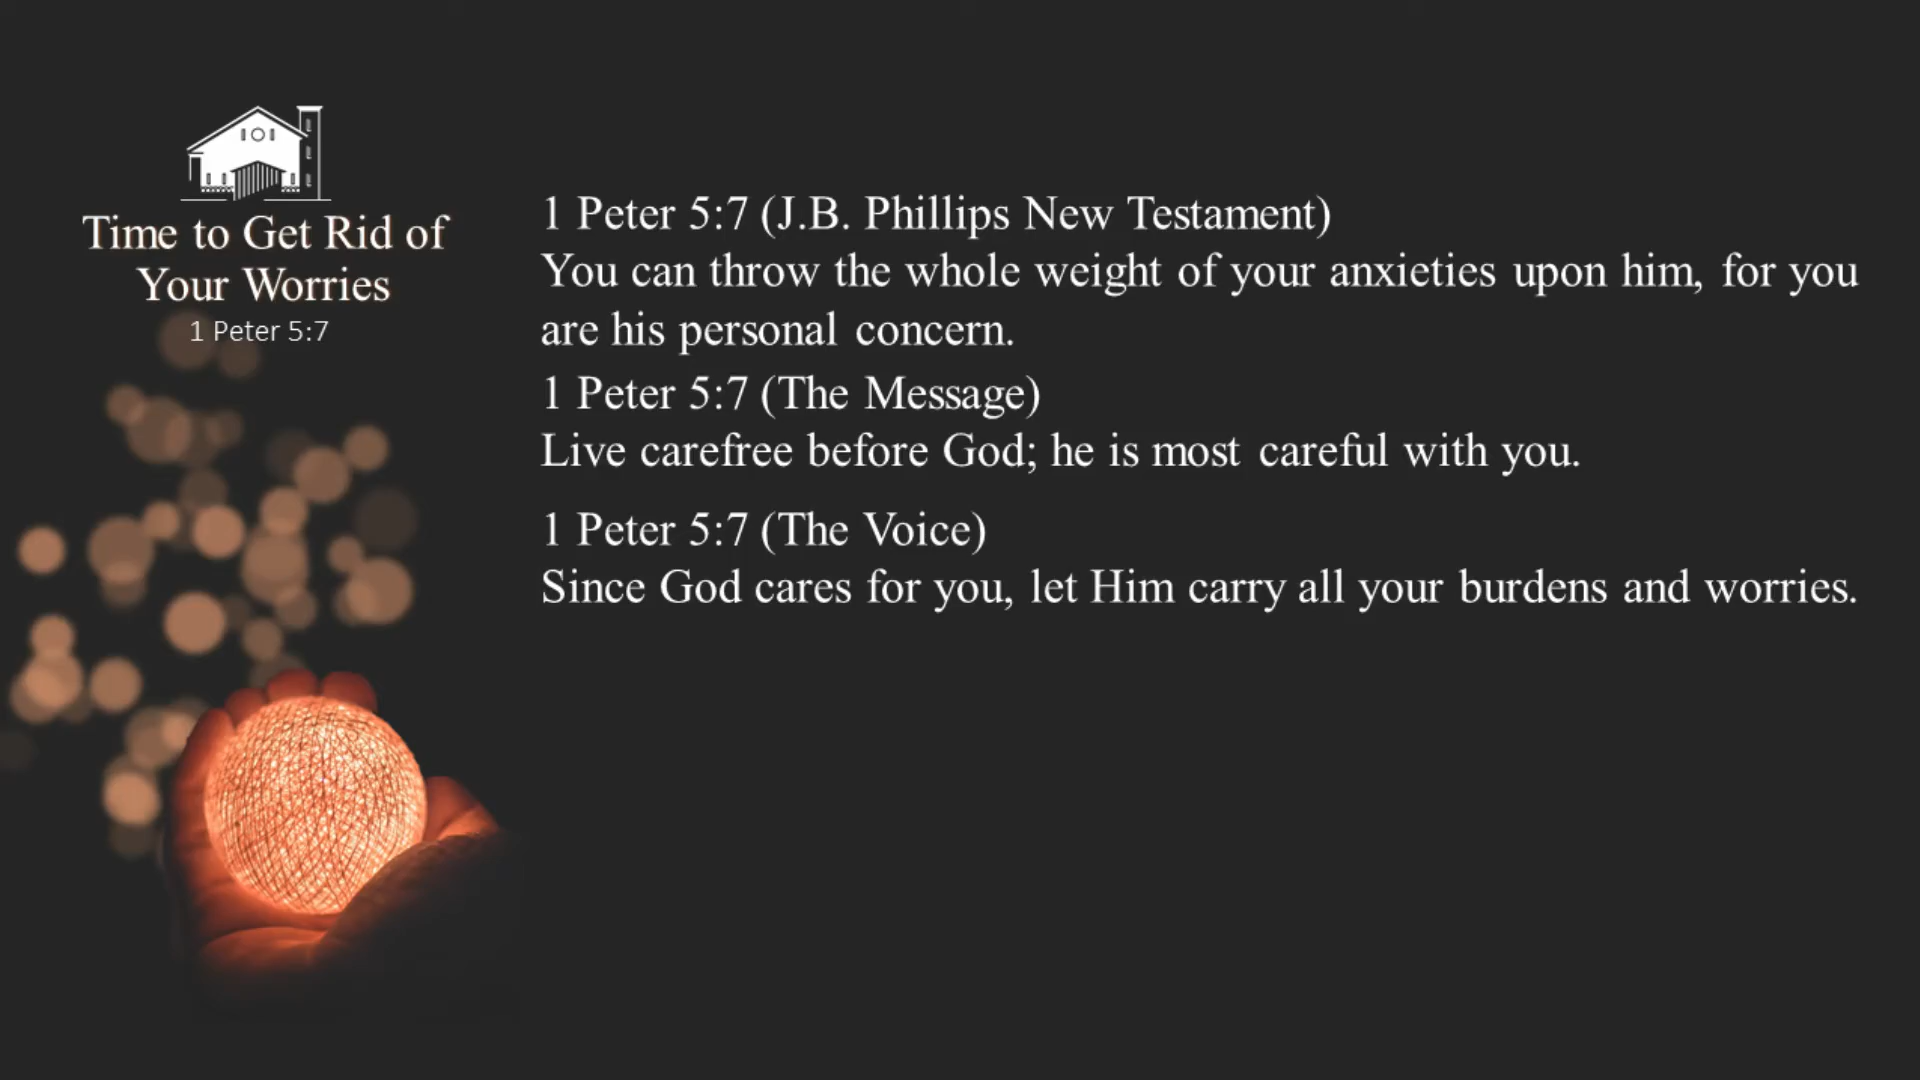 Time to Get Rid of
Your Worries
1 Peter 5:7
1 Peter 5:7 (J.B. Phillips New Testament)
You can throw the whole weight of your anxieties upon him, for you
are his personal concern.
1 Peter 5:7 (The Message)
Live carefree before God; he is most careful with you.
1 Peter 5:7 (The Voice)
Since God cares for you, let Him carry all your burdens and worries.